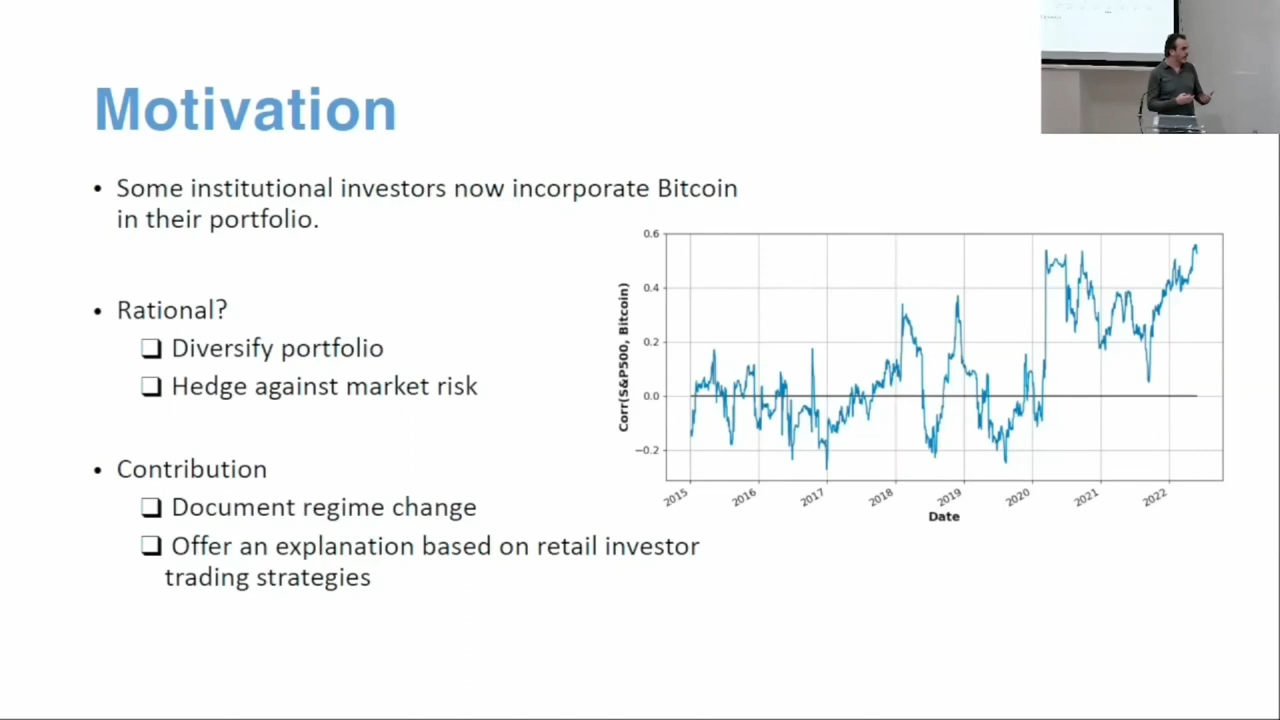 Motivation
• Some institutional investors now incorporate Bitcoin
in their portfolio.
• Rational?
❑ Diversify portfolio
❑ Hedge against market risk
• Contribution
❑ Document regime change
❑ Offer an explanation based on retail investor
trading strategies
Corr(S&P500, Bitcoin)
0.6
0.4
0.2
0.0
−0.2
2015 2016 2017 2018 2019 2020 2021 2022
Date